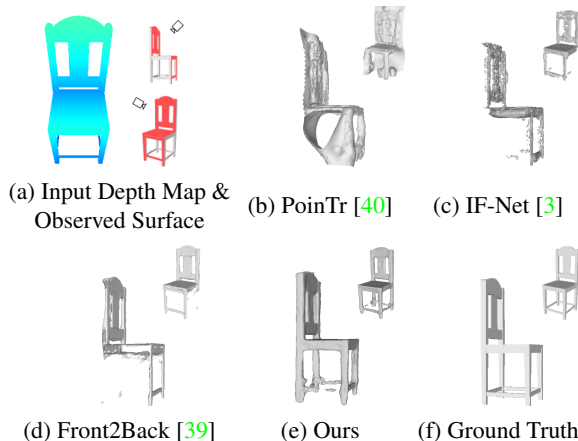 (a) Input Depth Map &
Observed Surface
(b) PoinTr [40]
(c) IF-Net [3]
(d) Front2Back [39]
(e) Ours
(f) Ground Truth